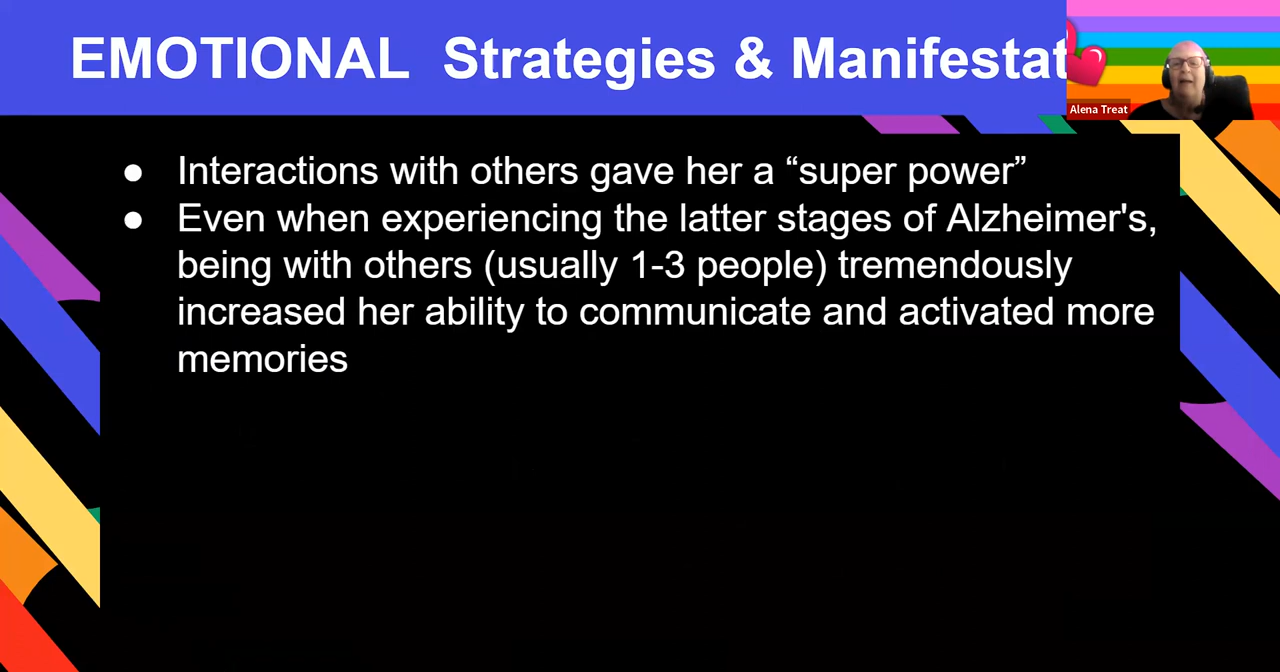 EMOTIONAL Strategies & Manifestat
Alena Treat
● Interactions with others gave her a “super power”
● Even when experiencing the latter stages of Alzheimer's,
being with others (usually 1-3 people) tremendously
increased her ability to communicate and activated more
memories